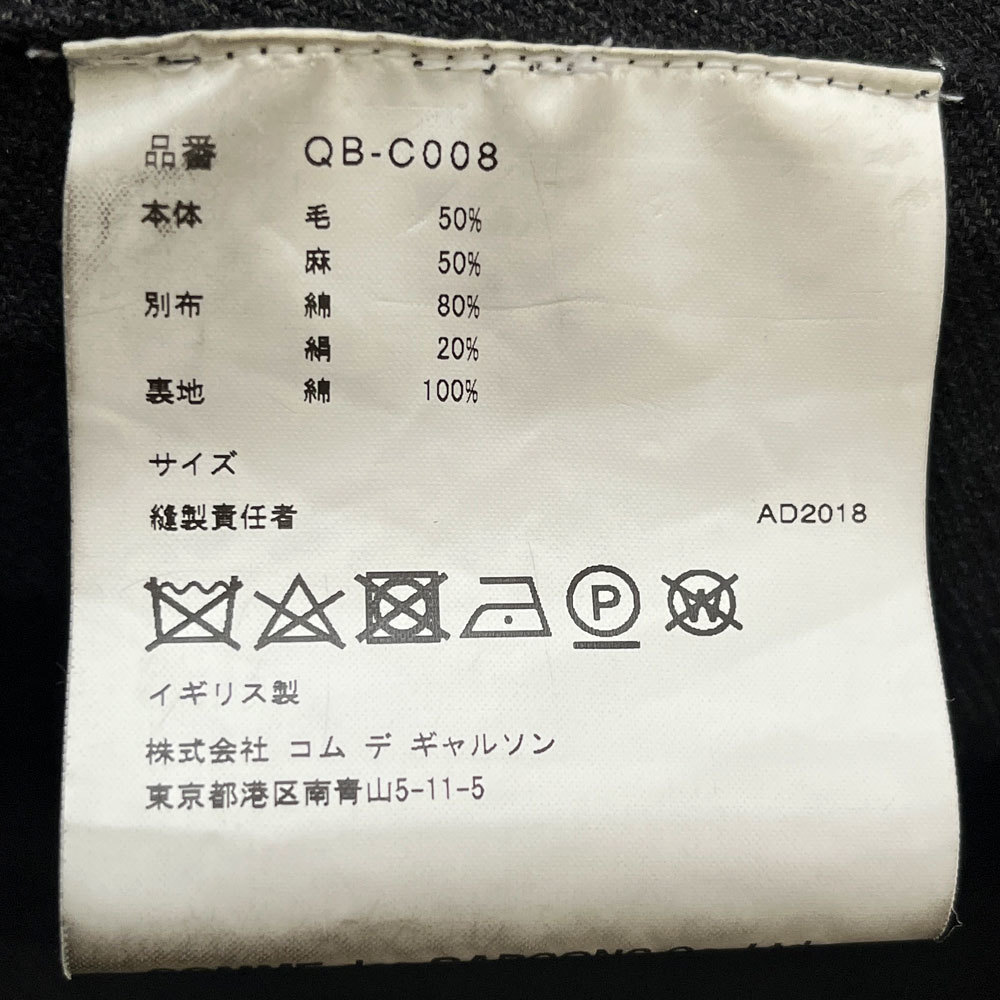 品番 QB-C008
本体 毛 50%
麻 50%
別布 綿 80%
絹 20%
裏地 綿 100%
サイズ
縫製責任者 AD2018
P W
イギリス製
株式会社 コム デ ギャルソン
東京都港区南青山5-11-5